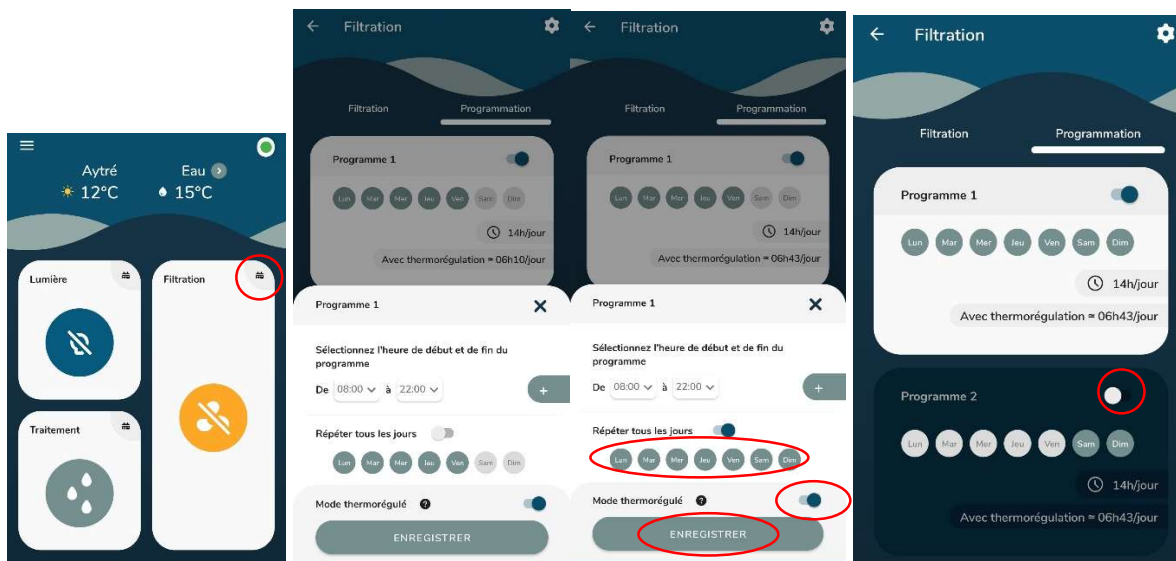 Aytré
Eau
12°C
15°C
Lumière
Filtration
Traitement
Filtration
Filtration
Programmation
Programme 1
Lun Mar Mer Jeu Ven Sam Dim
14h/jour
Avec thermorégulation ≃ 06h10/jour
Programme 1
Sélectionnez l'heure de début et de fin du
programme
De 08:00 à 22:00
+
Répéter tous les jours
Lun Mar Mer Jeu Ven Sam Dim
Mode thermorégulé ?
ENREGISTRER
Filtration
Filtration
Programmation
Programme 1
Lun Mar Mer Jeu Ven Sam Dim
14h/jour
Avec thermorégulation ≃ 06h43/jour
Programme 1
Sélectionnez l'heure de début et de fin du
programme
De 08:00 à 22:00
+
Répéter tous les jours
Lun Mar Mer Jeu Ven Sam Dim
Mode thermorégulé ?
ENREGISTRER
Filtration
Filtration
Programmation
Programme 1
Lun Mar Mer Jeu Ven Sam Dim
14h/jour
Avec thermorégulation ≃ 06h43/jour
Programme 2
Lun Mar Mer Jeu Ven Sam Dim
14h/jour
Avec thermorégulation ≃ 06h43/jour